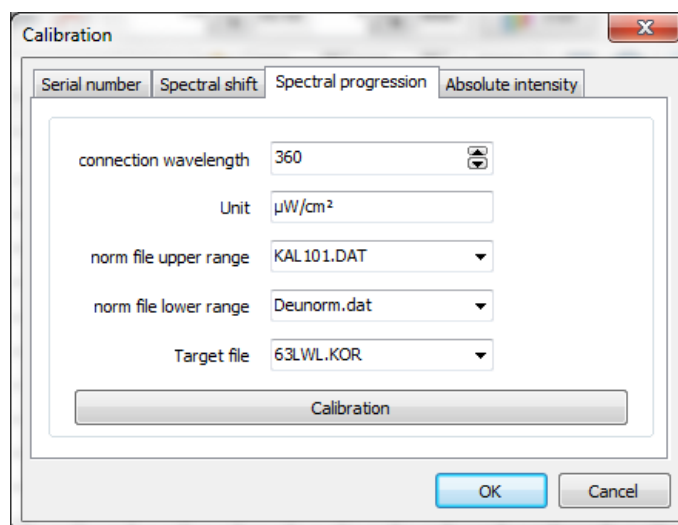 Calibration
Serial number Spectral shift Spectral progression Absolute intensity
connection wavelength 360
Unit µW/cm²
norm file upper range KAL101.DAT
norm file lower range Deunorm.dat
Target file 63LWL.KOR
Calibration
OK Cancel